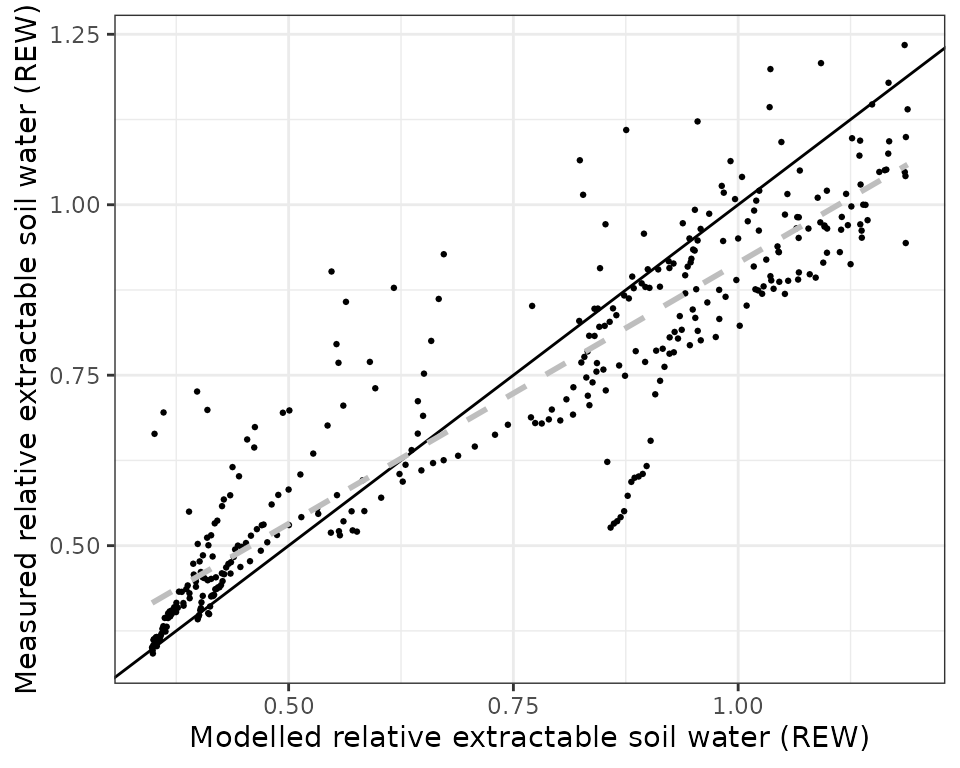 Measured relative extractable soil water (REW)
1.25
1.00
0.75
0.50
0.50 0.75 1.00
Modelled relative extractable soil water (REW)